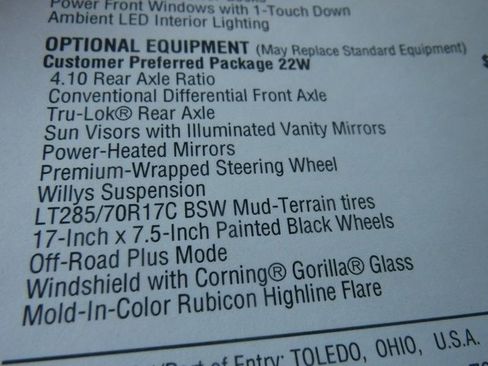 Power Front Windows with 1-Touch Down
Ambient LED Interior Lighting
OPTIONAL EQUIPMENT (May Replace Standard Equipment)
Customer Preferred Package 22W
4.10 Rear Axle Ratio
Conventional Differential Front Axle
Tru-Lok® Rear Axle
Sun Visors with Illuminated Vanity Mirrors
Power-Heated Mirrors
Premium-Wrapped Steering Wheel
Willys Suspension
LT285/70R17C BSW Mud-Terrain tires
17-Inch x 7.5-Inch Painted Black Wheels
Off-Road Plus Mode
Windshield with Corning® Gorilla® Glass
Mold-In-Color Rubicon Highline Flare
of Entry: TOLEDO, OHIO, U.S.A.